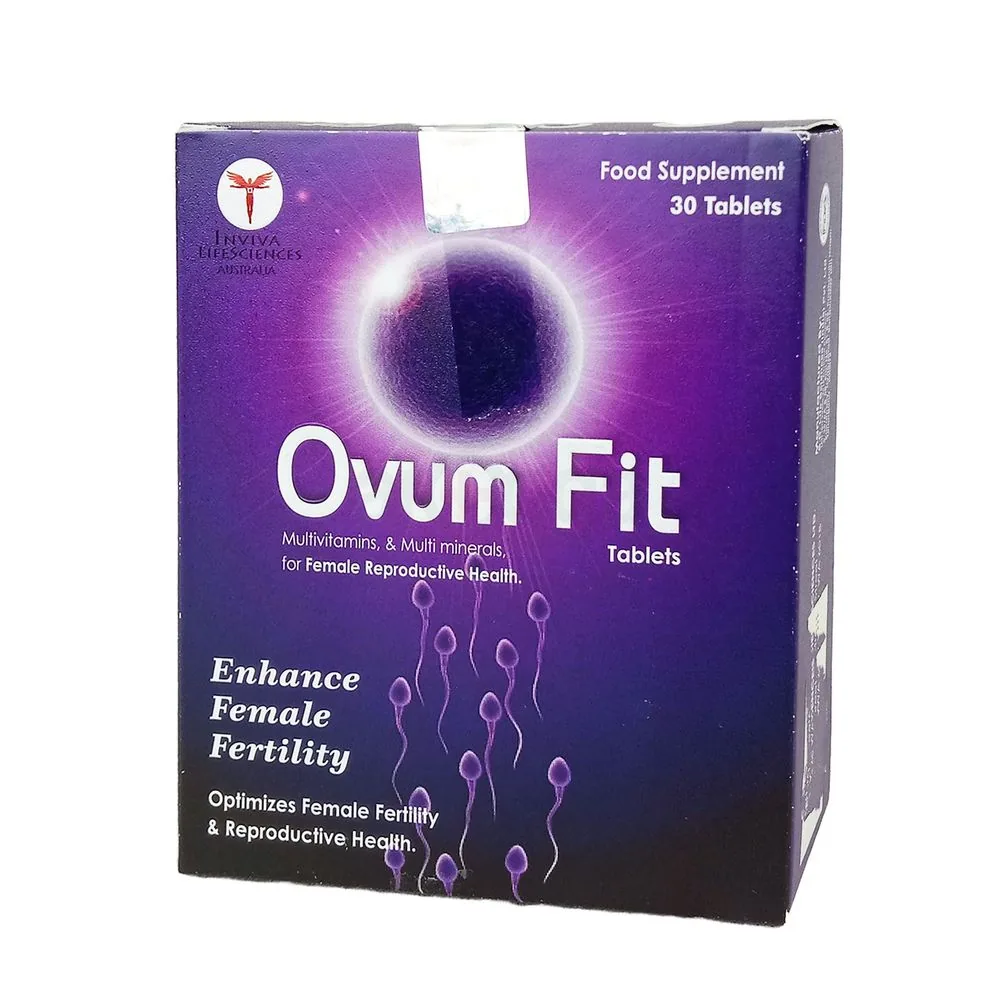 INVIVA
LIFESCIENCES
AUSTRALIA
Food Supplement
30 Tablets
Ovum Fit
Tablets
Multivitamins, & Multi minerals,
for Female Reproductive Health.
Enhance
Female
Fertility
Optimizes Female Fertility
& Reproductive Health.